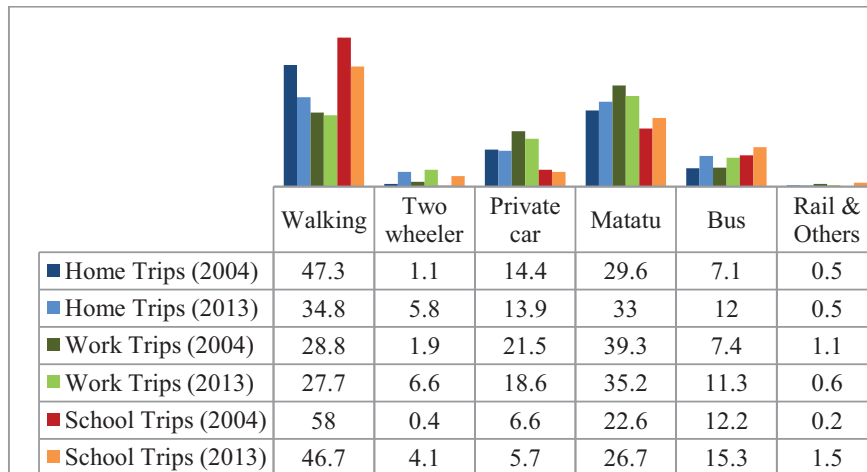 Walking Two wheeler Private car Matatu Bus Rail & Others
Home Trips (2004) 47.3 1.1 14.4 29.6 7.1 0.5
Home Trips (2013) 34.8 5.8 13.9 33 12 0.5
Work Trips (2004) 28.8 1.9 21.5 39.3 7.4 1.1
Work Trips (2013) 27.7 6.6 18.6 35.2 11.3 0.6
School Trips (2004) 58 0.4 6.6 22.6 12.2 0.2
School Trips (2013) 46.7 4.1 5.7 26.7 15.3 1.5